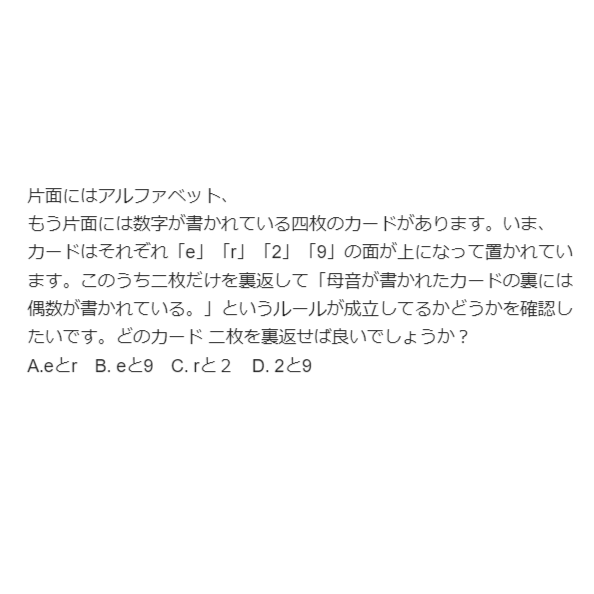 片面にはアルファベット、
もう片面には数字が書かれている四枚のカードがあります。いま、
カードはそれぞれ「e」「r」「2」「9」の面が上になって置かれてい
ます。このうち二枚だけを裏返して「母音が書かれたカードの裏には
偶数が書かれている。」というルールが成立してるかどうかを確認し
たいです。どのカード 二枚を裏返せば良いでしょうか？
A.eとr　B. eと9　C. rと２　D. 2と9